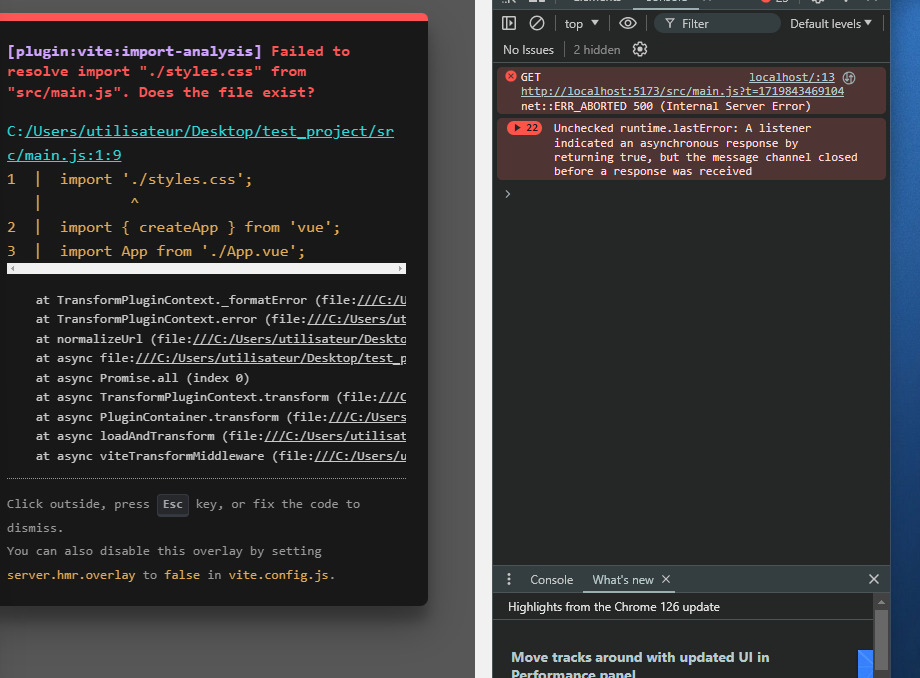 [plugin:vite:import-analysis] Failed to
resolve import "./styles.css" from
"src/main.js". Does the file exist?
C:/Users/utilisateur/Desktop/test_project/sr
c/main.js:1:9
1 | import './styles.css';
| ^
2 | import { createApp } from 'vue';
3 | import App from './App.vue';
at TransformPluginContext._formatError (file:///C:/U
at TransformPluginContext.error (file:///C:/Users/ut
at normalizeUrl (file:///C:/Users/utilisateur/Deskto
at async file:///C:/Users/utilisateur/Desktop/test_p
at async Promise.all (index 0)
at async TransformPluginContext.transform (file:///C
at async PluginContainer.transform (file:///C:/Users
at async loadAndTransform (file:///C:/Users/utilisat
at async viteTransformMiddleware (file:///C:/Users/u
Click outside, press Esc key, or fix the code to
dismiss.
You can also disable this overlay by setting
server.hmr.overlay to false in vite.config.js.
top Filter Default levels
No Issues 2 hidden
GET localhost/:13
http://localhost:5173/src/main.js?t=1719843469104
net::ERR_ABORTED 500 (Internal Server Error)
22 Unchecked runtime.lastError: A listener
indicated an asynchronous response by
returning true, but the message channel closed
before a response was received
Console What's new
Highlights from the Chrome 126 update
Move tracks around with updated UI in
Performance panel